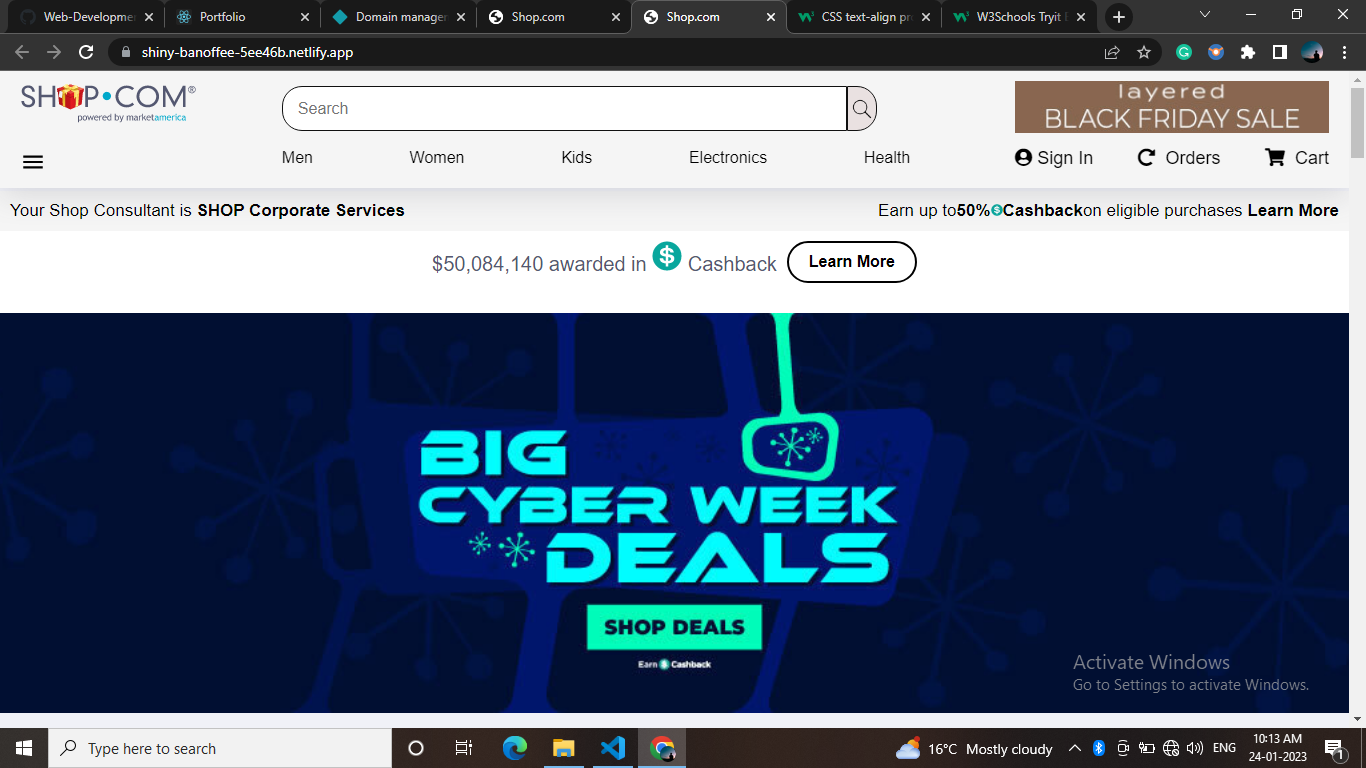 Web-Developme
Portfolio
Domain manager
Shop.com
Shop.com
CSS text-align pro
W3Schools Tryit E
shiny-banoffee-5ee46b.netlify.app
SHOP•COM®
powered by marketamerica
Search
layered
BLACK FRIDAY SALE
Men
Women
Kids
Electronics
Health
Sign In
Orders
Cart
Your Shop Consultant is SHOP Corporate Services
Earn up to50%$Cashbackon eligible purchases Learn More
$50,084,140 awarded in $ Cashback
Learn More
BIG
CYBER WEEK
DEALS
SHOP DEALS
Earn $ Cashback
Activate Windows
Go to Settings to activate Windows.
Type here to search
16°C Mostly cloudy
ENG
10:13 AM
24-01-2023
1